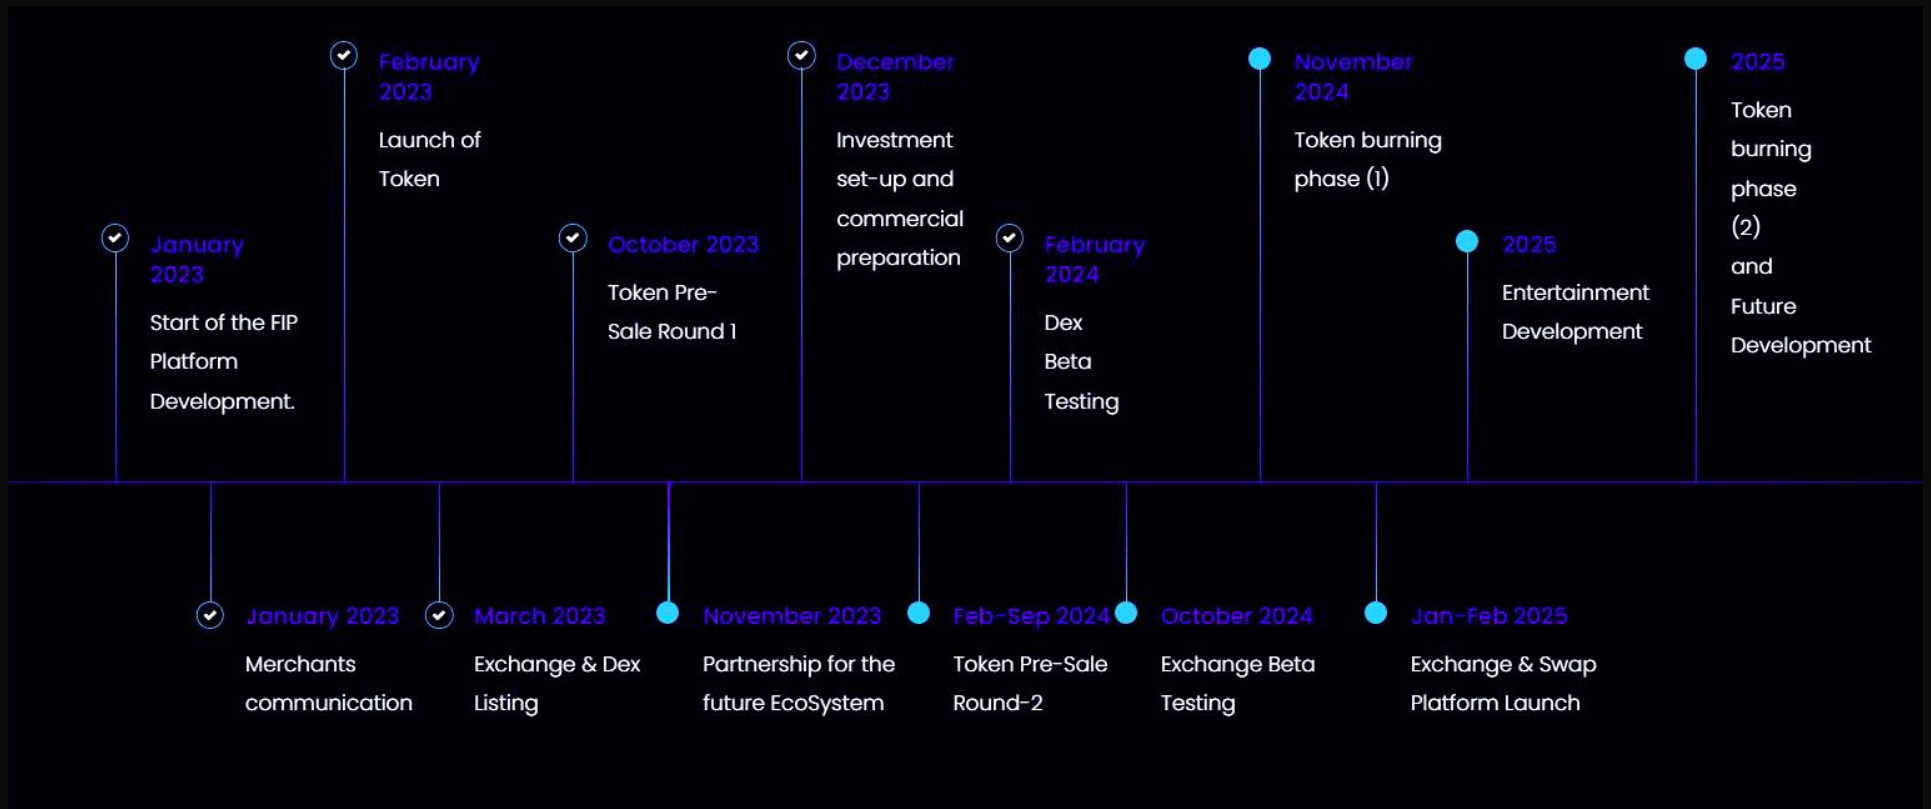 January
2023
Start of the FIP
Platform
Development.
January 2023
Merchants
communication
February
2023
Launch of
Token
March 2023
Exchange & Dex
Listing
October 2023
Token Pre-
Sale Round 1
November 2023
Partnership for the
future EcoSystem
December
2023
Investment
set-up and
commercial
preparation
Feb-Sep 2024
Token Pre-Sale
Round-2
February
2024
Dex
Beta
Testing
October 2024
Exchange Beta
Testing
November
2024
Token burning
phase (1)
Jan-Feb 2025
Exchange & Swap
Platform Launch
2025
Entertainment
Development
2025
Token
burning
phase
(2)
and
Future
Development